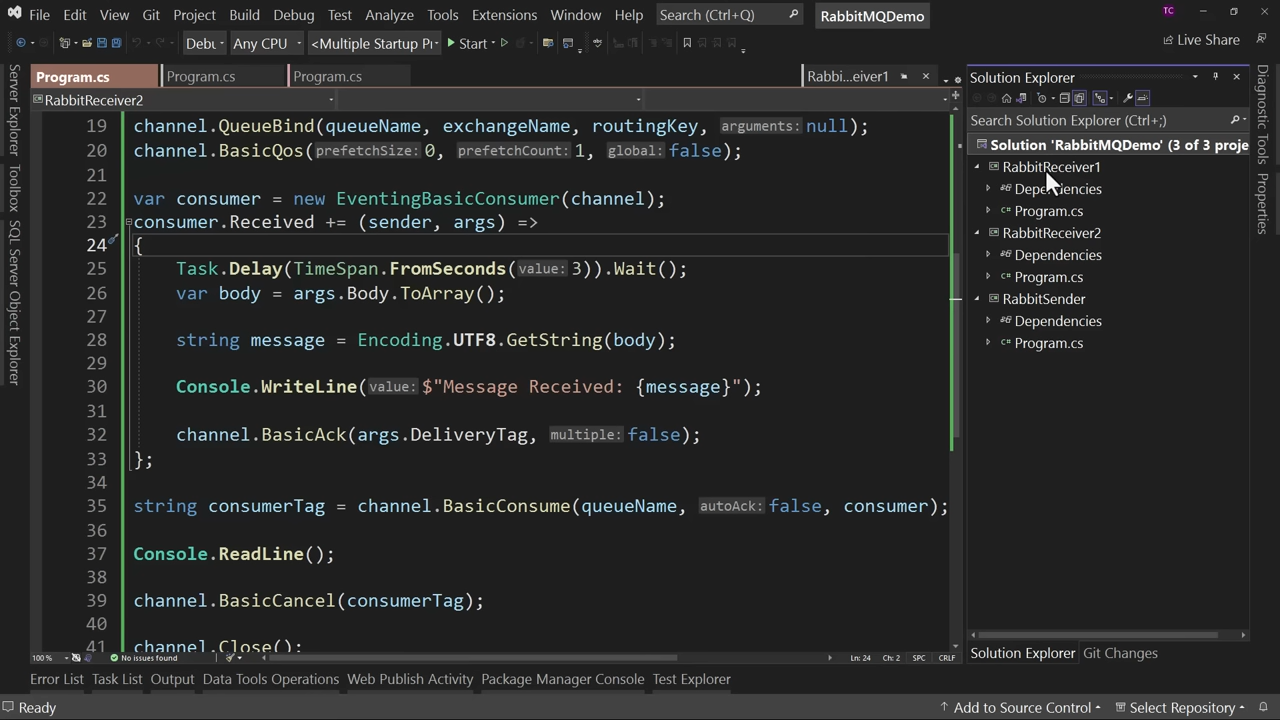 File Edit View Git Project Build Debug Test Analyze Tools Extensions Window Help Search (Ctrl+Q) RabbitMQDemo TC
Debu Any CPU <Multiple Startup Pr Start Live Share
Program.cs Program.cs Program.cs Rabbi...eiver1
RabbitReceiver2
19 channel.QueueBind(queueName, exchangeName, routingKey, arguments: null);
20 channel.BasicQos(prefetchSize: 0, prefetchCount: 1, global: false);
21
22 var consumer = new EventingBasicConsumer(channel);
23 consumer.Received += (sender, args) =>
24 {
25 Task.Delay(TimeSpan.FromSeconds(value: 3)).Wait();
26 var body = args.Body.ToArray();
27
28 string message = Encoding.UTF8.GetString(body);
29
30 Console.WriteLine(value: $"Message Received: {message}");
31
32 channel.BasicAck(args.DeliveryTag, multiple: false);
33 };
34
35 string consumerTag = channel.BasicConsume(queueName, autoAck: false, consumer);
36
37 Console.ReadLine();
38
39 channel.BasicCancel(consumerTag);
40
41 channel.Close();
100 % No issues found Ln: 24 Ch: 2 SPC CRLF
Server Explorer
Toolbox
SQL Server Object Explorer
Solution Explorer
Search Solution Explorer (Ctrl+;)
Solution 'RabbitMQDemo' (3 of 3 proje
RabbitReceiver1
Dependencies
C# Program.cs
RabbitReceiver2
Dependencies
C# Program.cs
RabbitSender
Dependencies
C# Program.cs
Solution Explorer Git Changes
Diagnostic Tools
Properties
Error List Task List Output Data Tools Operations Web Publish Activity Package Manager Console Test Explorer
Ready Add to Source Control Select Repository